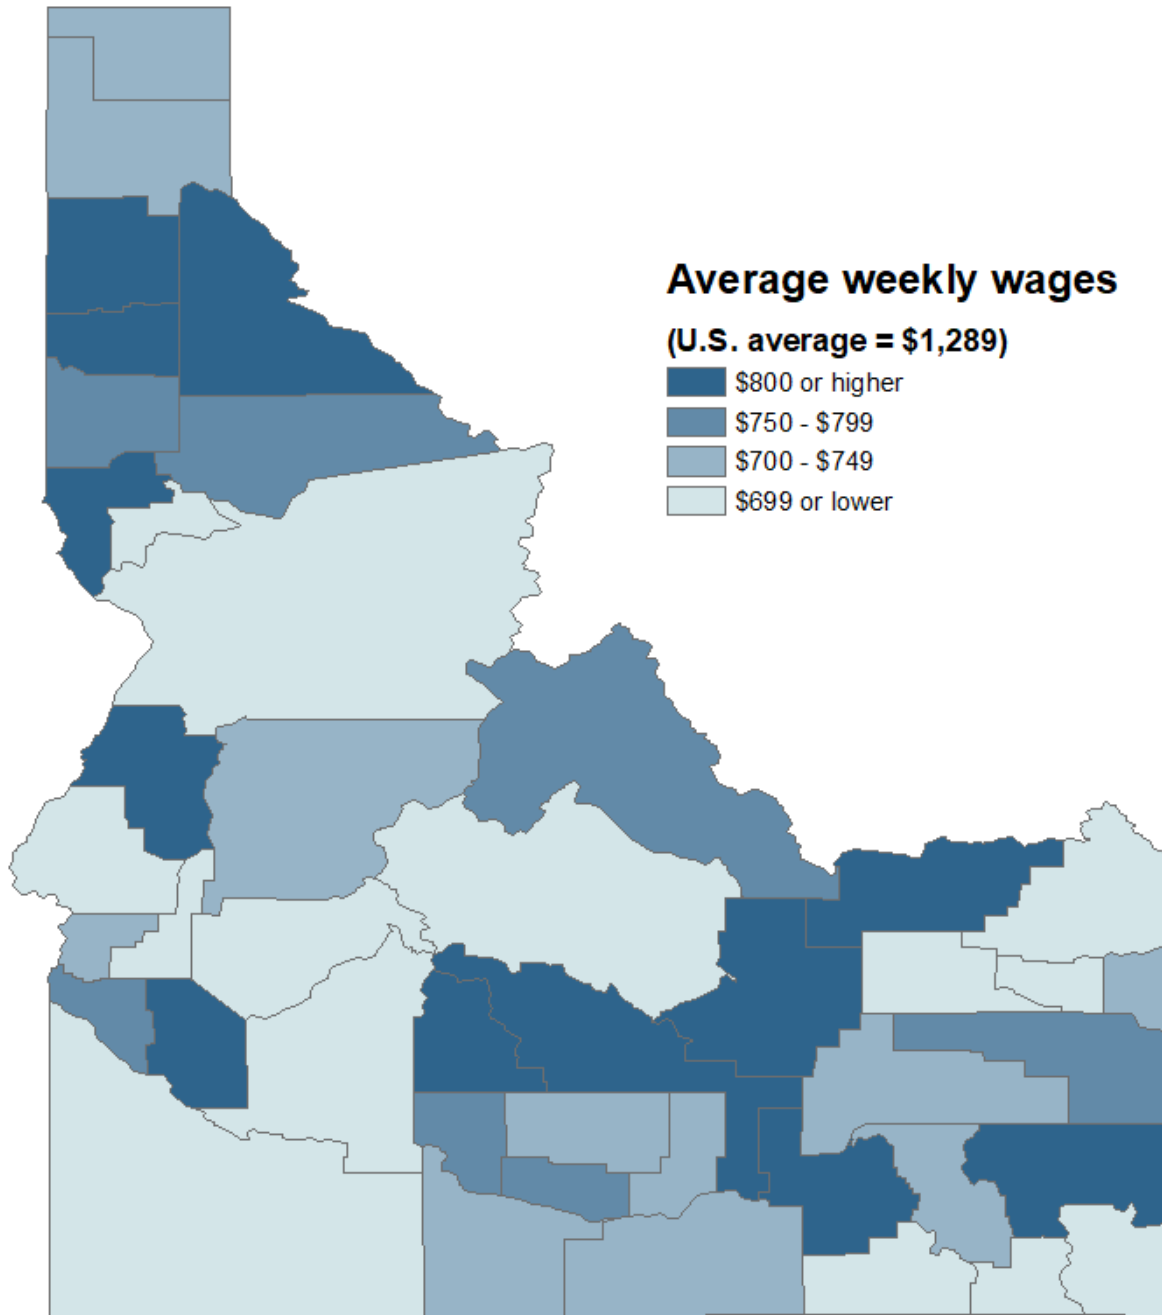 Average weekly wages
(U.S. average = $1,289)
$800 or higher
$750 - $799
$700 - $749
$699 or lower